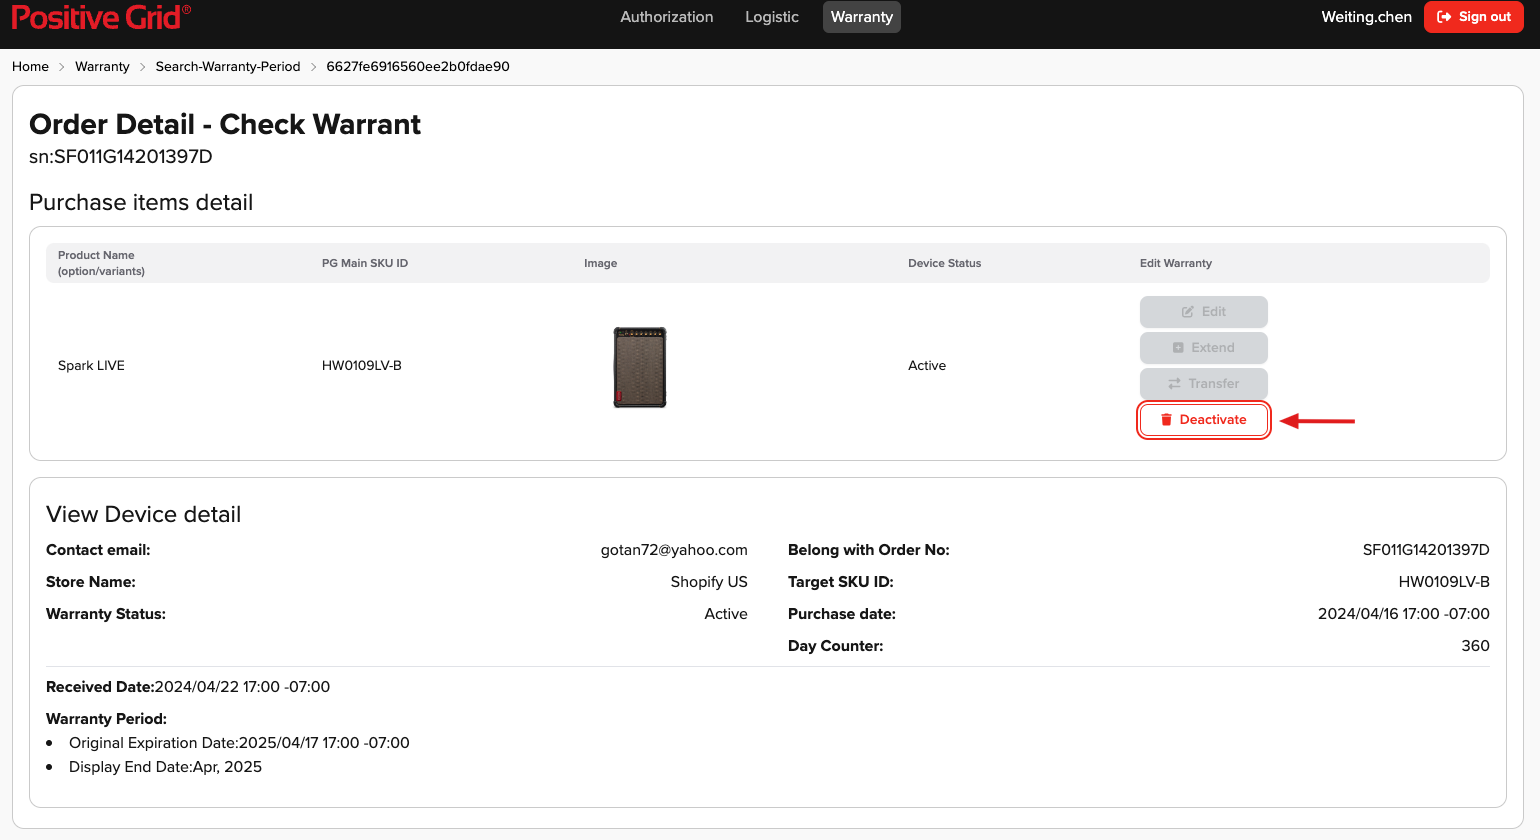 Positive Grid®
Authorization
Logistic
Warranty
Weiting.chen
Sign out
Home > Warranty > Search-Warranty-Period > 6627fe6916560ee2b0fdae90
Order Detail - Check Warrant
sn:SF011G14201397D
Purchase items detail
Product Name
(option/variants)
PG Main SKU ID
Image
Device Status
Edit Warranty
Spark LIVE
HW0109LV-B
Active
Edit
Extend
Transfer
Deactivate
View Device detail
Contact email: gotan72@yahoo.com
Belong with Order No: SF011G14201397D
Store Name: Shopify US
Target SKU ID: HW0109LV-B
Warranty Status: Active
Purchase date: 2024/04/16 17:00 -07:00
Day Counter: 360
Received Date:2024/04/22 17:00 -07:00
Warranty Period:
• Original Expiration Date:2025/04/17 17:00 -07:00
• Display End Date:Apr, 2025